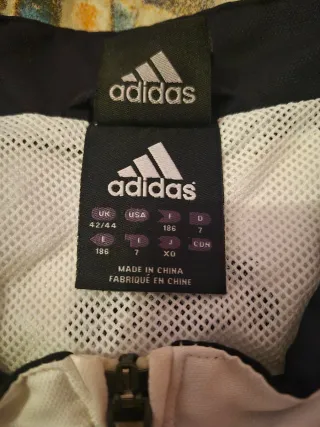 adidas
adidas
UK USA F D
42/44 186 7
E I J CDN
186 7 XO
MADE IN CHINA
FABRIQUÉ EN CHINE